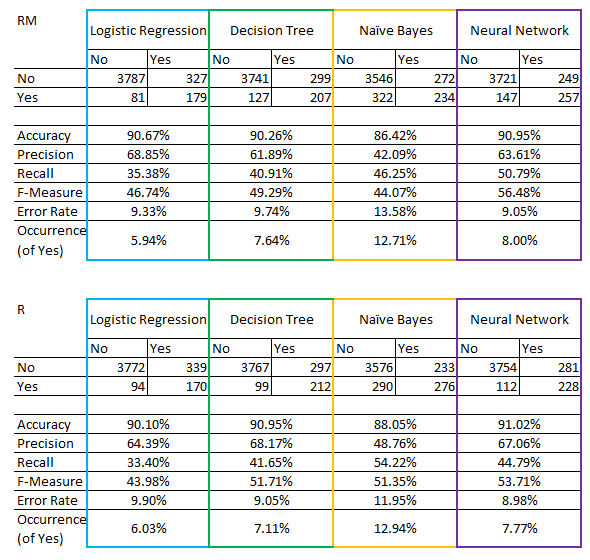 RM
Logistic Regression Decision Tree Naïve Bayes Neural Network
No Yes No Yes No Yes No Yes
No 3787 327 3741 299 3546 272 3721 249
Yes 81 179 127 207 322 234 147 257
Accuracy 90.67% 90.26% 86.42% 90.95%
Precision 68.85% 61.89% 42.09% 63.61%
Recall 35.38% 40.91% 46.25% 50.79%
F-Measure 46.74% 49.29% 44.07% 56.48%
Error Rate 9.33% 9.74% 13.58% 9.05%
Occurrence
(of Yes) 5.94% 7.64% 12.71% 8.00%
R
Logistic Regression Decision Tree Naïve Bayes Neural Network
No Yes No Yes No Yes No Yes
No 3772 339 3767 297 3576 233 3754 281
Yes 94 170 99 212 290 276 112 228
Accuracy 90.10% 90.95% 88.05% 91.02%
Precision 64.39% 68.17% 48.76% 67.06%
Recall 33.40% 41.65% 54.22% 44.79%
F-Measure 43.98% 51.71% 51.35% 53.71%
Error Rate 9.90% 9.05% 11.95% 8.98%
Occurrence
(of Yes) 6.03% 7.11% 12.94% 7.77%